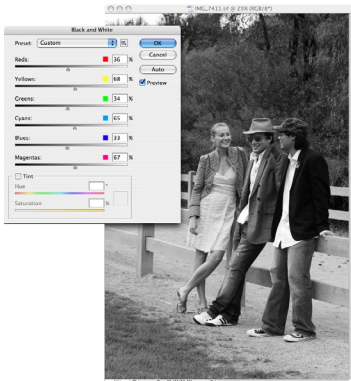 IMG_7411.tif @ 25% (RGB/8*)
Black and White
Preset: Custom
OK
Reds: 36 %
Cancel
Yellows: 68 %
Auto
Greens: 34 %
Preview
Cyans: 65 %
Blues: 33 %
Magentas: 67 %
Tint
Hue °
Saturation %